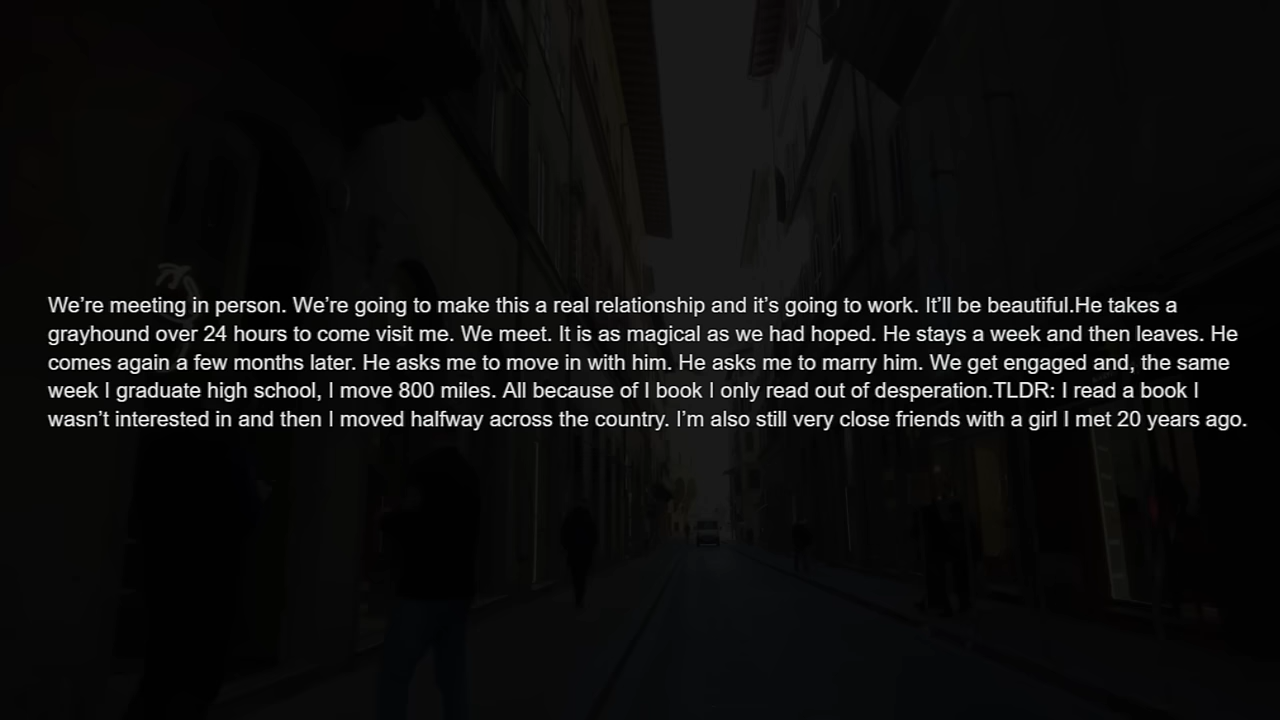 We’re meeting in person. We’re going to make this a real relationship and it’s going to work. It’ll be beautiful.He takes a
grayhound over 24 hours to come visit me. We meet. It is as magical as we had hoped. He stays a week and then leaves. He
comes again a few months later. He asks me to move in with him. He asks me to marry him. We get engaged and, the same
week I graduate high school, I move 800 miles. All because of I book I only read out of desperation.TLDR: I read a book I
wasn’t interested in and then I moved halfway across the country. I’m also still very close friends with a girl I met 20 years ago.